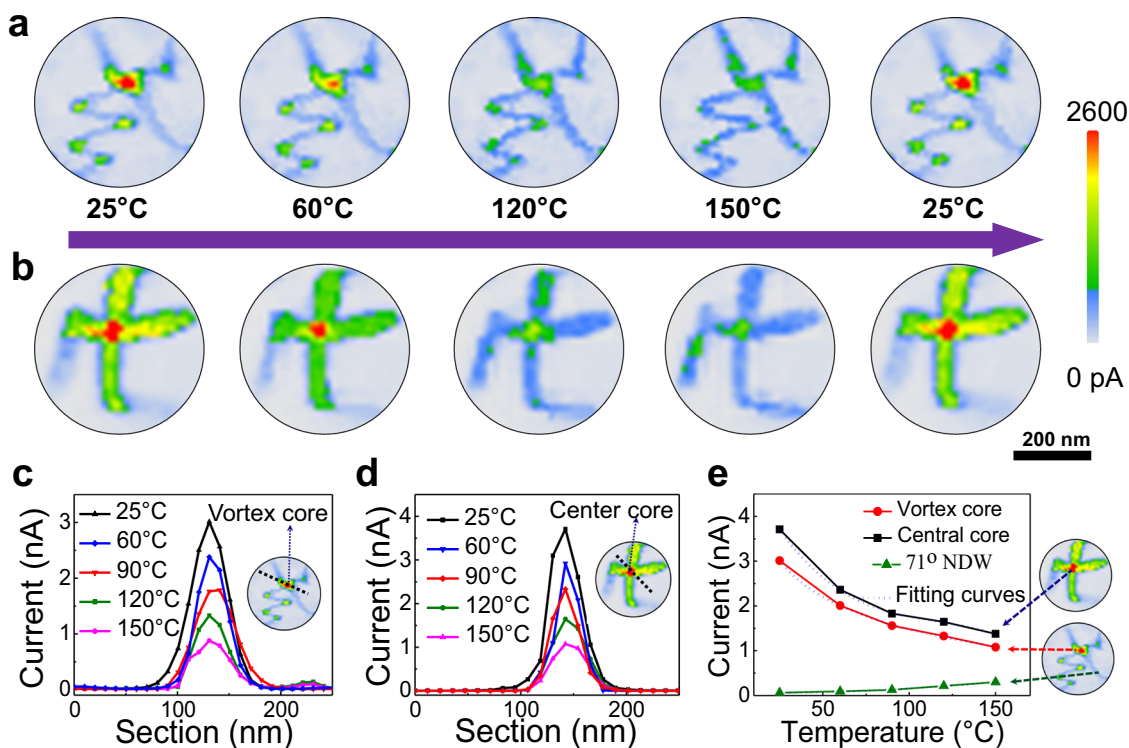 a
2600
0 pA
25°C 60°C 120°C 150°C 25°C
b
200 nm
c
Current (nA)
3
2
1
0
25°C
60°C
90°C
120°C
150°C
Vortex core
0 100 200
Section (nm)
d
Current (nA)
4
3
2
1
0
25°C
60°C
90°C
120°C
150°C
Center core
0 100 200
Section (nm)
e
Current (nA)
4
3
2
1
0
Vortex core
Central core
71⁰ NDW
Fitting curves
50 100 150
Temperature (°C)